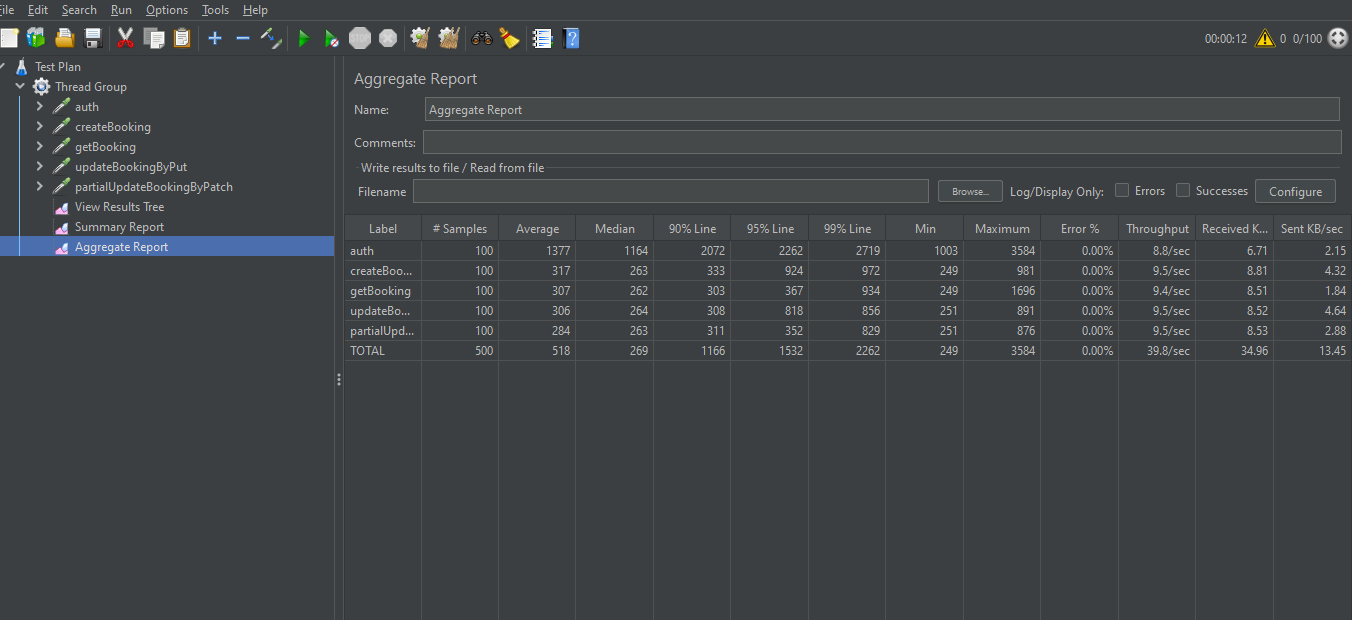 File Edit Search Run Options Tools Help
00:00:12 0 0/100
Test Plan
Thread Group
auth
createBooking
getBooking
updateBookingByPut
partialUpdateBookingByPatch
View Results Tree
Summary Report
Aggregate Report
Aggregate Report
Name: Aggregate Report
Comments:
Write results to file / Read from file
Filename Browse... Log/Display Only: Errors Successes Configure
Label # Samples Average Median 90% Line 95% Line 99% Line Min Maximum Error % Throughput Received K... Sent KB/sec
auth 100 1377 1164 2072 2262 2719 1003 3584 0.00% 8.8/sec 6.71 2.15
createBoo... 100 317 263 333 924 972 249 981 0.00% 9.5/sec 8.81 4.32
getBooking 100 307 262 303 367 934 249 1696 0.00% 9.4/sec 8.51 1.84
updateBo... 100 306 264 308 818 856 251 891 0.00% 9.5/sec 8.52 4.64
partialUpd... 100 284 263 311 352 829 251 876 0.00% 9.5/sec 8.53 2.88
TOTAL 500 518 269 1166 1532 2262 249 3584 0.00% 39.8/sec 34.96 13.45